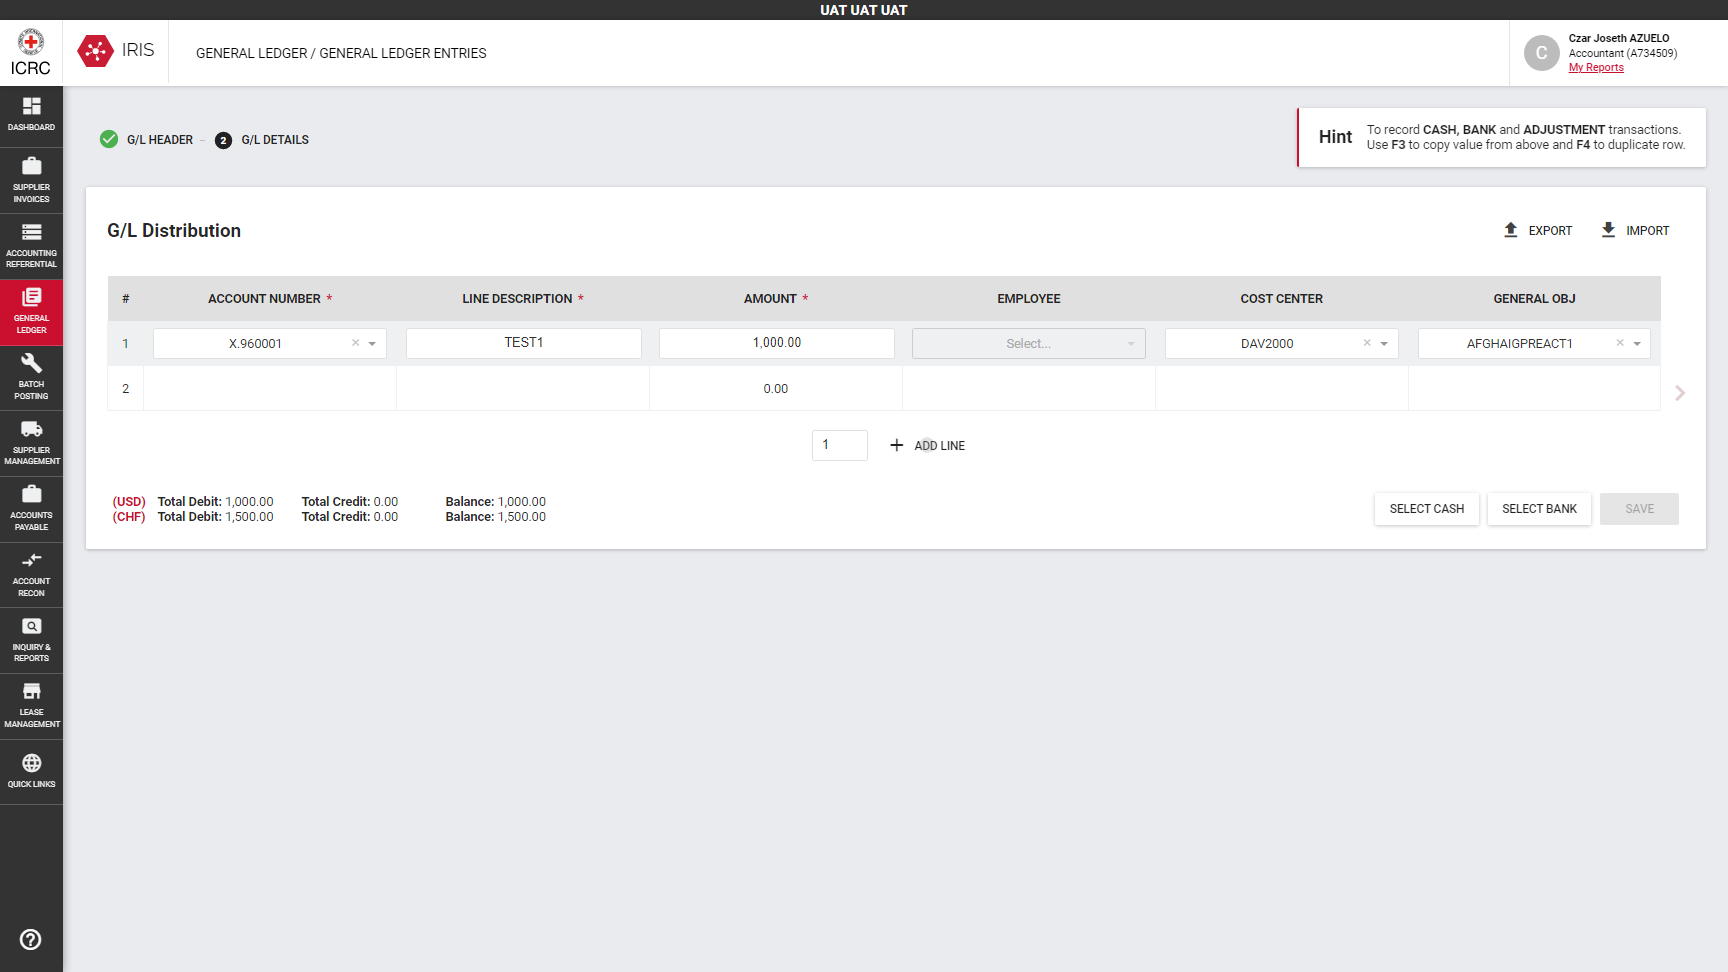 UAT UAT UAT
ICRC
IRIS
GENERAL LEDGER / GENERAL LEDGER ENTRIES
C
Czar Joseth AZUELO
Accountant (A734509)
My Reports
DASHBOARD
SUPPLIER
INVOICES
ACCOUNTING
REFERENTIAL
GENERAL
LEDGER
BATCH
POSTING
SUPPLIER
MANAGEMENT
ACCOUNTS
PAYABLE
ACCOUNT
RECON
INQUIRY &
REPORTS
LEASE
MANAGEMENT
QUICK LINKS
G/L HEADER – 2 G/L DETAILS
Hint
To record CASH, BANK and ADJUSTMENT transactions.
Use F3 to copy value from above and F4 to duplicate row.
G/L Distribution
EXPORT IMPORT
# ACCOUNT NUMBER * LINE DESCRIPTION * AMOUNT * EMPLOYEE COST CENTER GENERAL OBJ
1 X.960001 × TEST1 1,000.00 Select... DAV2000 × AFGHAIGPREACT1 ×
2 0.00
1 + ADD LINE
(USD) Total Debit: 1,000.00 Total Credit: 0.00 Balance: 1,000.00
(CHF) Total Debit: 1,500.00 Total Credit: 0.00 Balance: 1,500.00
SELECT CASH SELECT BANK SAVE
?